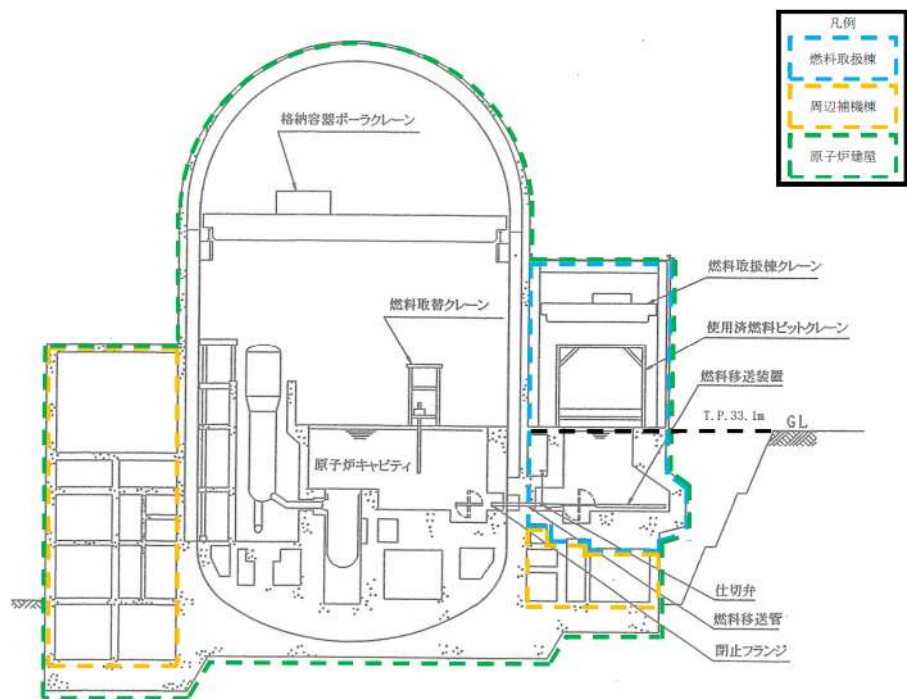 凡例
燃料取扱棟
周辺補機棟
原子炉建屋
格納容器ポーラクレーン
燃料取扱棟クレーン
燃料取替クレーン
使用済燃料ピットクレーン
燃料移送装置
T.P.33.1m
GL
原子炉キャビティ
仕切弁
燃料移送管
閉止フランジ